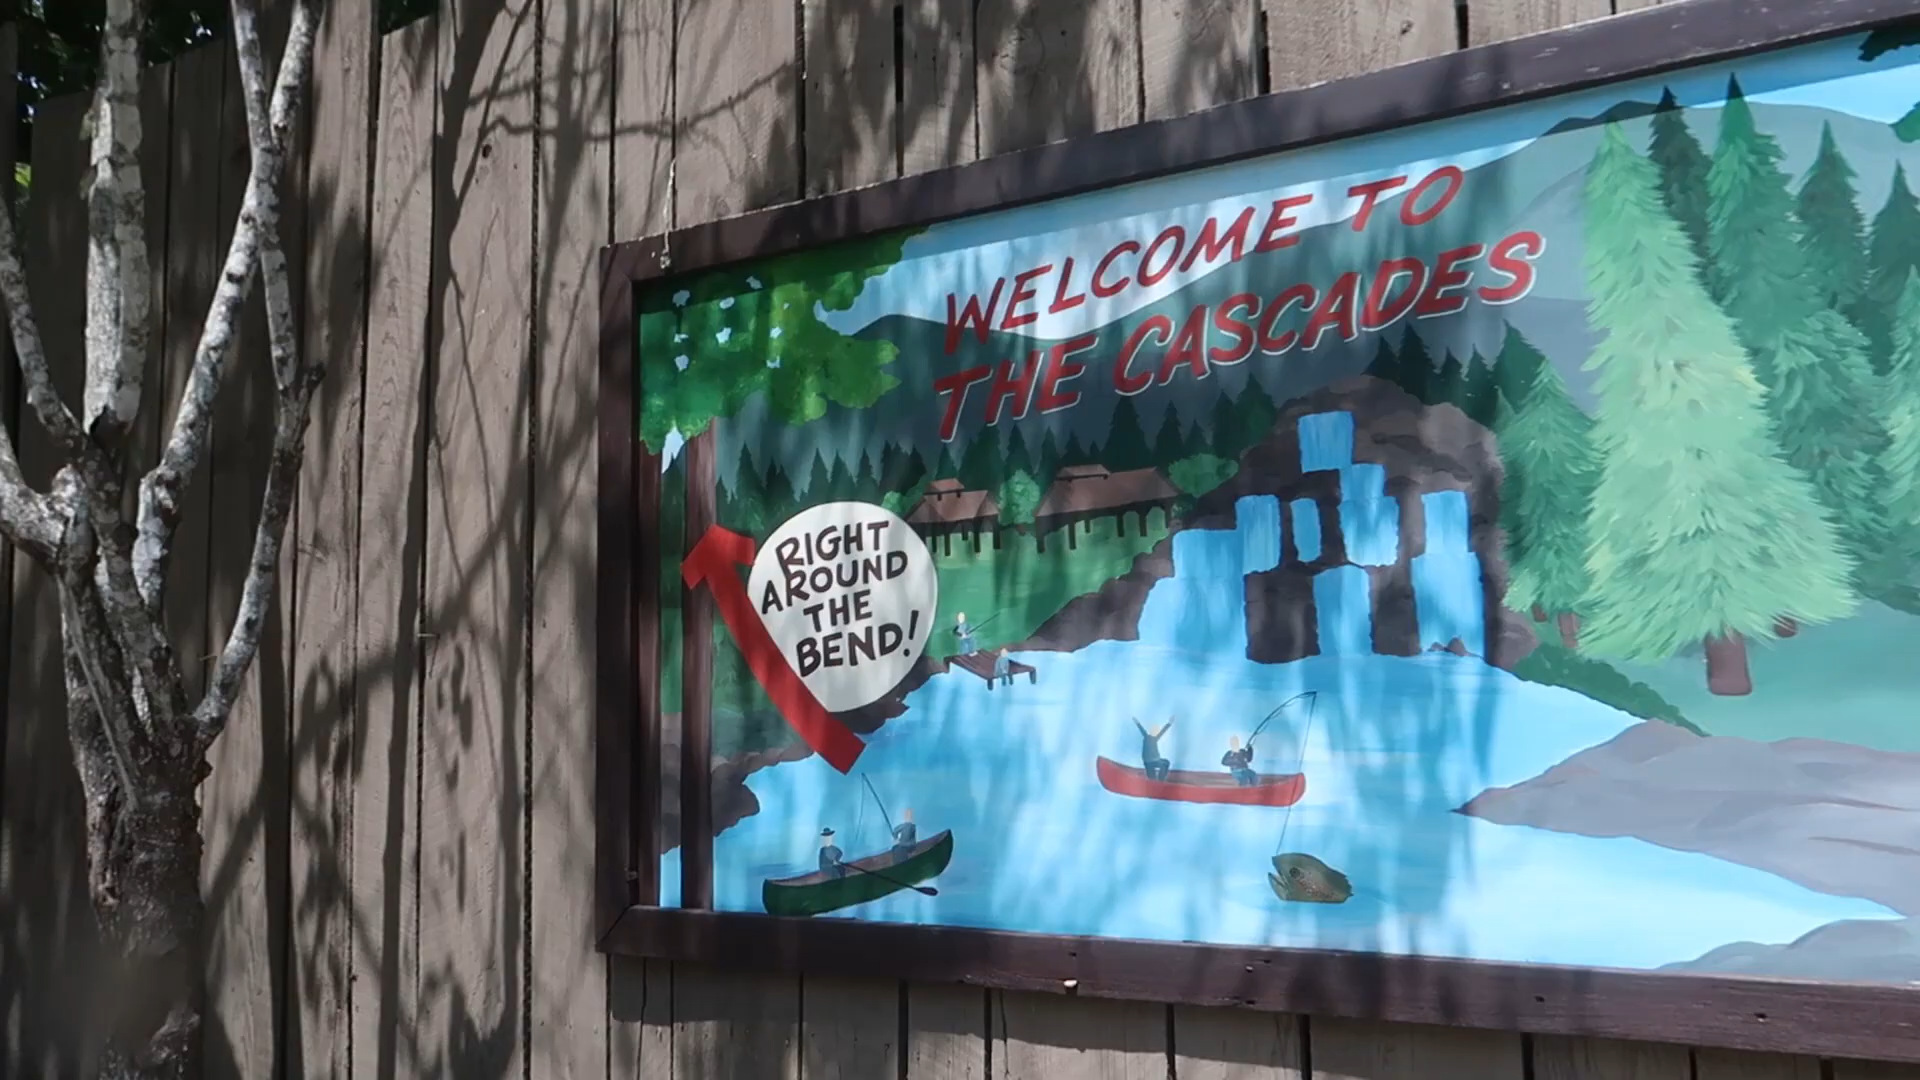 WELCOME TO
THE CASCADES
RIGHT
AROUND
THE
BEND!